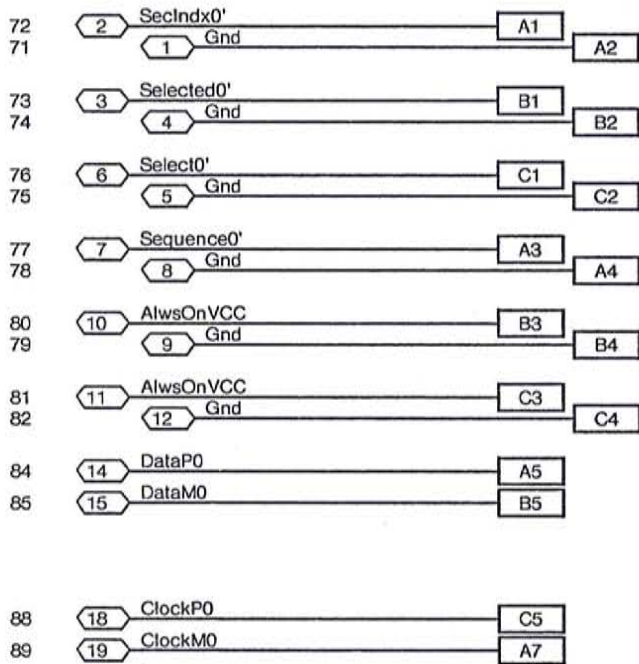 72 2 SecIndx0' A1
71 1 Gnd A2
73 3 Selected0' B1
74 4 Gnd B2
76 6 Select0' C1
75 5 Gnd C2
77 7 Sequence0' A3
78 8 Gnd A4
80 10 AlwsOnVCC B3
79 9 Gnd B4
81 11 AlwsOnVCC C3
82 12 Gnd C4
84 14 DataP0 A5
85 15 DataM0 B5
88 18 ClockP0 C5
89 19 ClockM0 A7